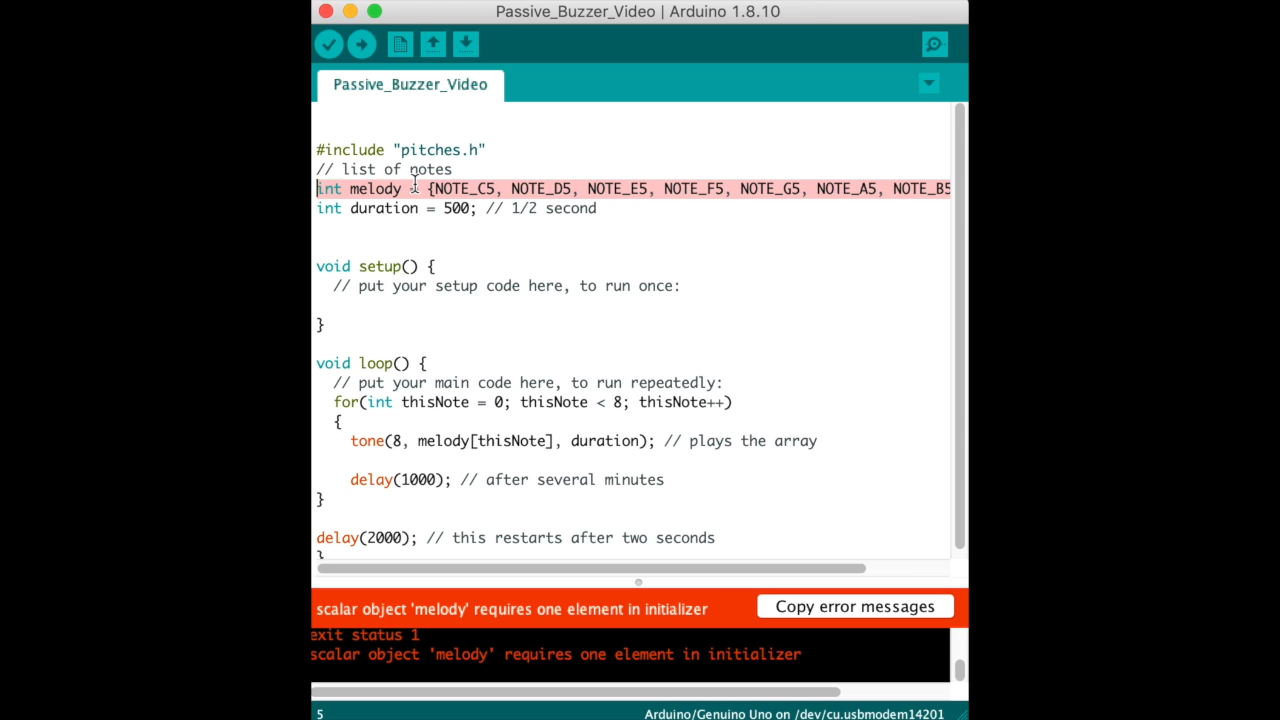 Passive_Buzzer_Video | Arduino 1.8.10
Passive_Buzzer_Video
#include "pitches.h"
// list of notes
int melody = {NOTE_C5, NOTE_D5, NOTE_E5, NOTE_F5, NOTE_G5, NOTE_A5, NOTE_B5
int duration = 500; // 1/2 second
void setup() {
// put your setup code here, to run once:
}
void loop() {
// put your main code here, to run repeatedly:
for(int thisNote = 0; thisNote < 8; thisNote++)
{
tone(8, melody[thisNote], duration); // plays the array
delay(1000); // after several minutes
}
delay(2000); // this restarts after two seconds
}
scalar object 'melody' requires one element in initializer
Copy error messages
exit status 1
scalar object 'melody' requires one element in initializer
5
Arduino/Genuino Uno on /dev/cu.usbmodem14201